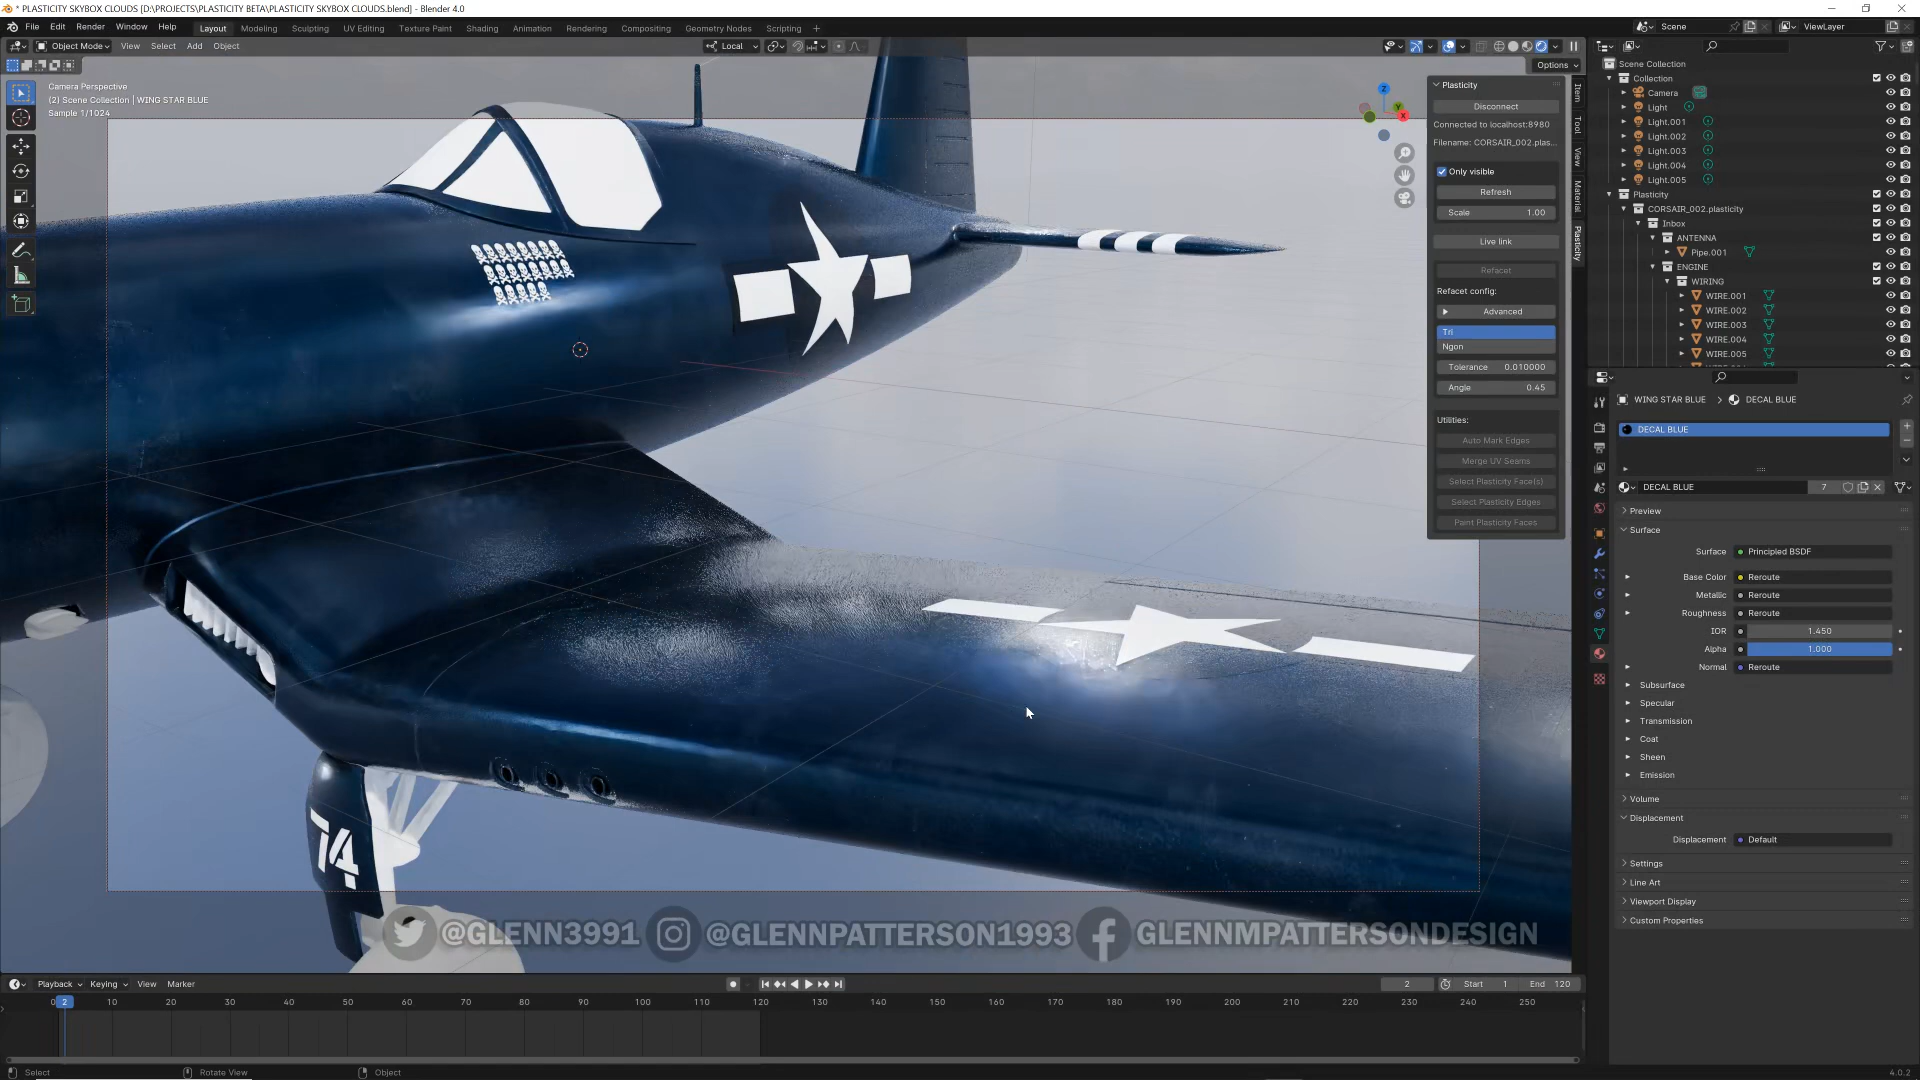 * PLASTICITY SKYBOX CLOUDS [D:\PROJECTS\PLASTICITY BETA\PLASTICITY SKYBOX CLOUDS.blend] - Blender 4.0
File Edit Render Window Help Layout Modeling Sculpting UV Editing Texture Paint Shading Animation Rendering Compositing Geometry Nodes Scripting + Scene ViewLayer
Object Mode View Select Add Object Local
Options
Camera Perspective
(2) Scene Collection | WING STAR BLUE
Sample 1/1024
Z
Y
X
74
Plasticity
Disconnect
Connected to localhost:8980
Filename: CORSAIR_002.plas...
Only visible
Refresh
Scale 1.00
Live link
Refacet
Refacet config:
Advanced
Tri
Ngon
Tolerance 0.010000
Angle 0.45
Utilities:
Auto Mark Edges
Merge UV Seams
Select Plasticity Face(s)
Select Plasticity Edges
Paint Plasticity Faces
Item
Tool
View
Material
Plasticity
Scene Collection
Collection
Camera
Light
Light.001
Light.002
Light.003
Light.004
Light.005
Plasticity
CORSAIR_002.plasticity
Inbox
ANTENNA
Pipe.001
ENGINE
WIRING
WIRE.001
WIRE.002
WIRE.003
WIRE.004
WIRE.005
WING STAR BLUE > DECAL BLUE
DECAL BLUE
DECAL BLUE 7
Preview
Surface
Surface Principled BSDF
Base Color Reroute
Metallic Reroute
Roughness Reroute
IOR 1.450
Alpha 1.000
Normal Reroute
Subsurface
Specular
Transmission
Coat
Sheen
Emission
Volume
Displacement
Displacement Default
Settings
Line Art
Viewport Display
Custom Properties
@GLENN3991 @GLENNPATTERSON1993 GLENNMPATTERSONDESIGN
Playback Keying View Marker 2 Start 1 End 120
0 2 10 20 30 40 50 60 70 80 90 100 110 120 130 140 150 160 170 180 190 200 210 220 230 240 250
Select Rotate View Object 4.0.2